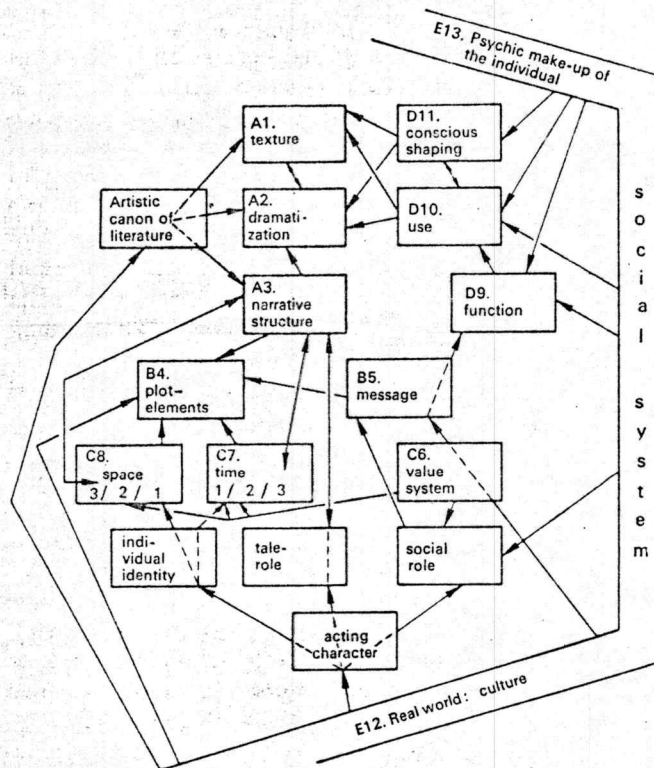 E13. Psychic make-up of
the individual
A1.
texture
D11.
conscious
shaping
Artistic
canon of
literature
A2.
dramati-
zation
D10.
use
A3.
narrative
structure
D9.
function
B4.
plot-
elements
B5.
message
C8.
space
3/ 2/ 1
C7.
time
1/ 2/ 3
C6.
value
system
indi-
vidual
identity
tale-
role
social
role
acting
character
E12. Real world: culture
s
o
c
i
a
l
s
y
s
t
e
m